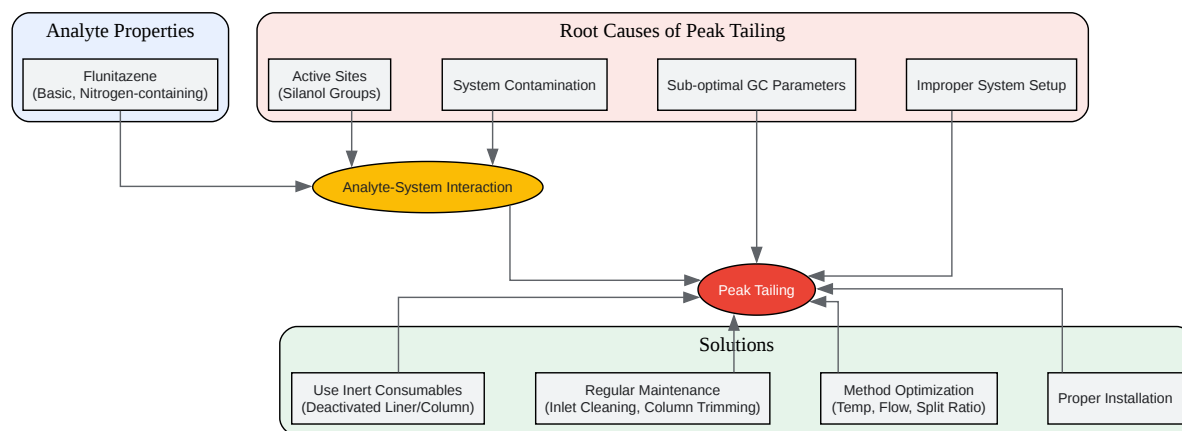 Analyte Properties
Root Causes of Peak Tailing
Flunitazene
(Basic, Nitrogen-containing)
Active Sites
(Silanol Groups)
System Contamination
Sub-optimal GC Parameters
Improper System Setup
Analyte-System Interaction
Peak Tailing
Solutions
Use Inert Consumables
(Deactivated Liner/Column)
Regular Maintenance
(Inlet Cleaning, Column Trimming)
Method Optimization
(Temp, Flow, Split Ratio)
Proper Installation